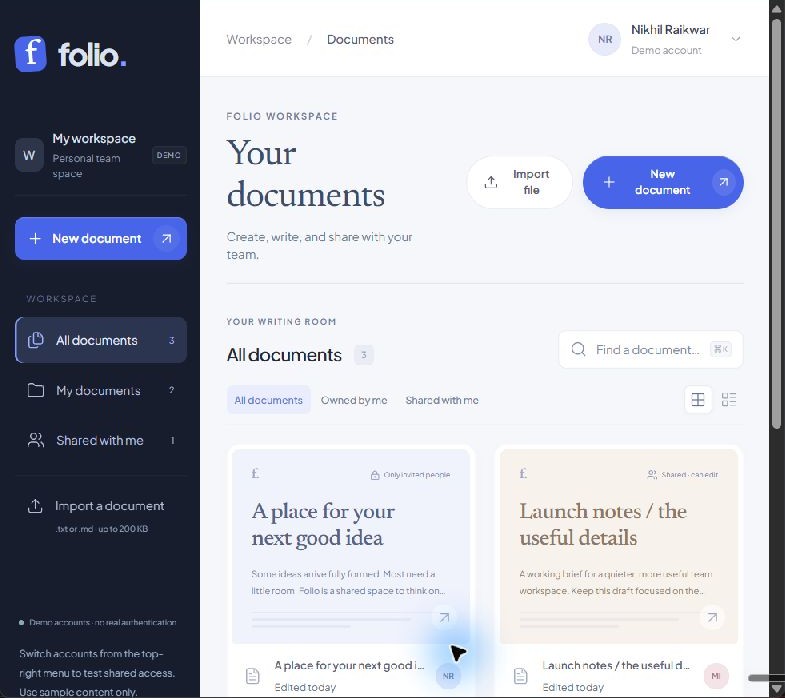 f folio.
W
My workspace
Personal team
space
DEMO
+ New document
WORKSPACE
All documents 3
My documents 2
Shared with me 1
Import a document
.txt or .md · up to 200 KB
Demo accounts · no real authentication
Switch accounts from the top-
right menu to test shared access.
Use sample content only.
Workspace / Documents
NR
Nikhil Raikwar
Demo account
FOLIO WORKSPACE
Your
documents
Create, write, and share with your
team.
Import
file
+ New
document
YOUR WRITING ROOM
All documents 3
Find a document... ⌘K
All documents Owned by me Shared with me
f.
Only invited people
A place for your
next good idea
Some ideas arrive fully formed. Most need a
little room. Folio is a shared space to think on...
A place for your next good i...
Edited today
NR
f.
Shared · can edit
Launch notes / the
useful details
A working brief for a quieter, more useful team
workspace. Keep this draft focused on the...
Launch notes / the useful d...
Edited today
MI